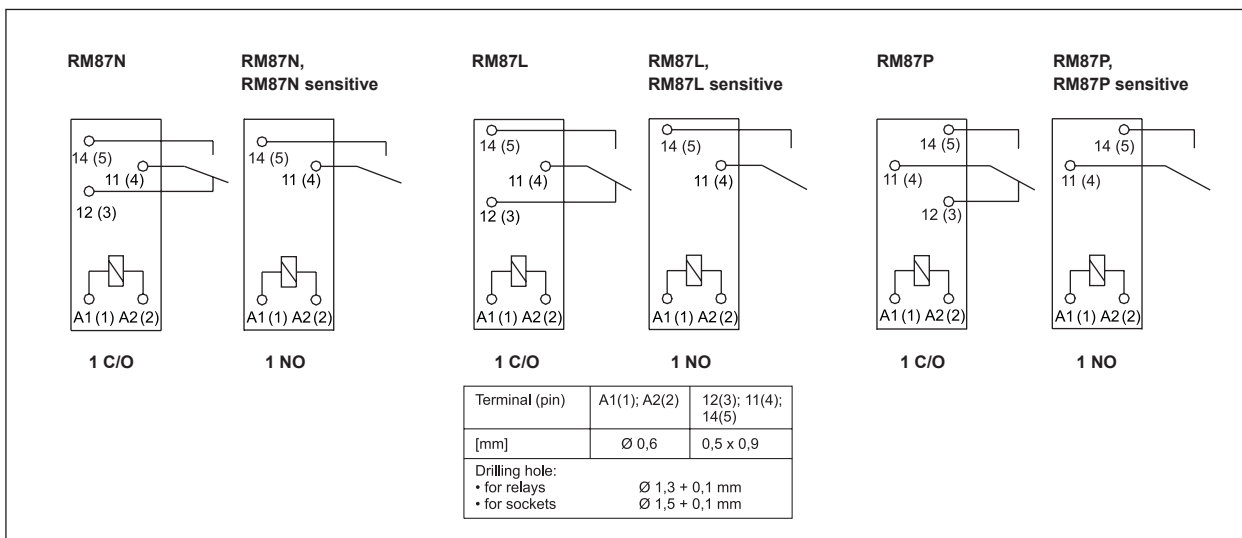 RM87N
RM87N,
RM87N sensitive
RM87L
RM87L,
RM87L sensitive
RM87P
RM87P,
RM87P sensitive
14 (5)
11 (4)
12 (3)
A1 (1) A2 (2)
14 (5)
11 (4)
A1 (1) A2 (2)
14 (5)
11 (4)
12 (3)
A1 (1) A2 (2)
14 (5)
11 (4)
A1 (1) A2 (2)
14 (5)
11 (4)
12 (3)
A1 (1) A2 (2)
14 (5)
11 (4)
A1 (1) A2 (2)
1 C/O
1 NO
1 C/O
1 NO
1 C/O
1 NO
Terminal (pin) A1(1); A2(2) 12(3); 11(4);
14(5)
[mm] Ø 0,6 0,5 x 0,9
Drilling hole:
• for relays Ø 1,3 + 0,1 mm
• for sockets Ø 1,5 + 0,1 mm